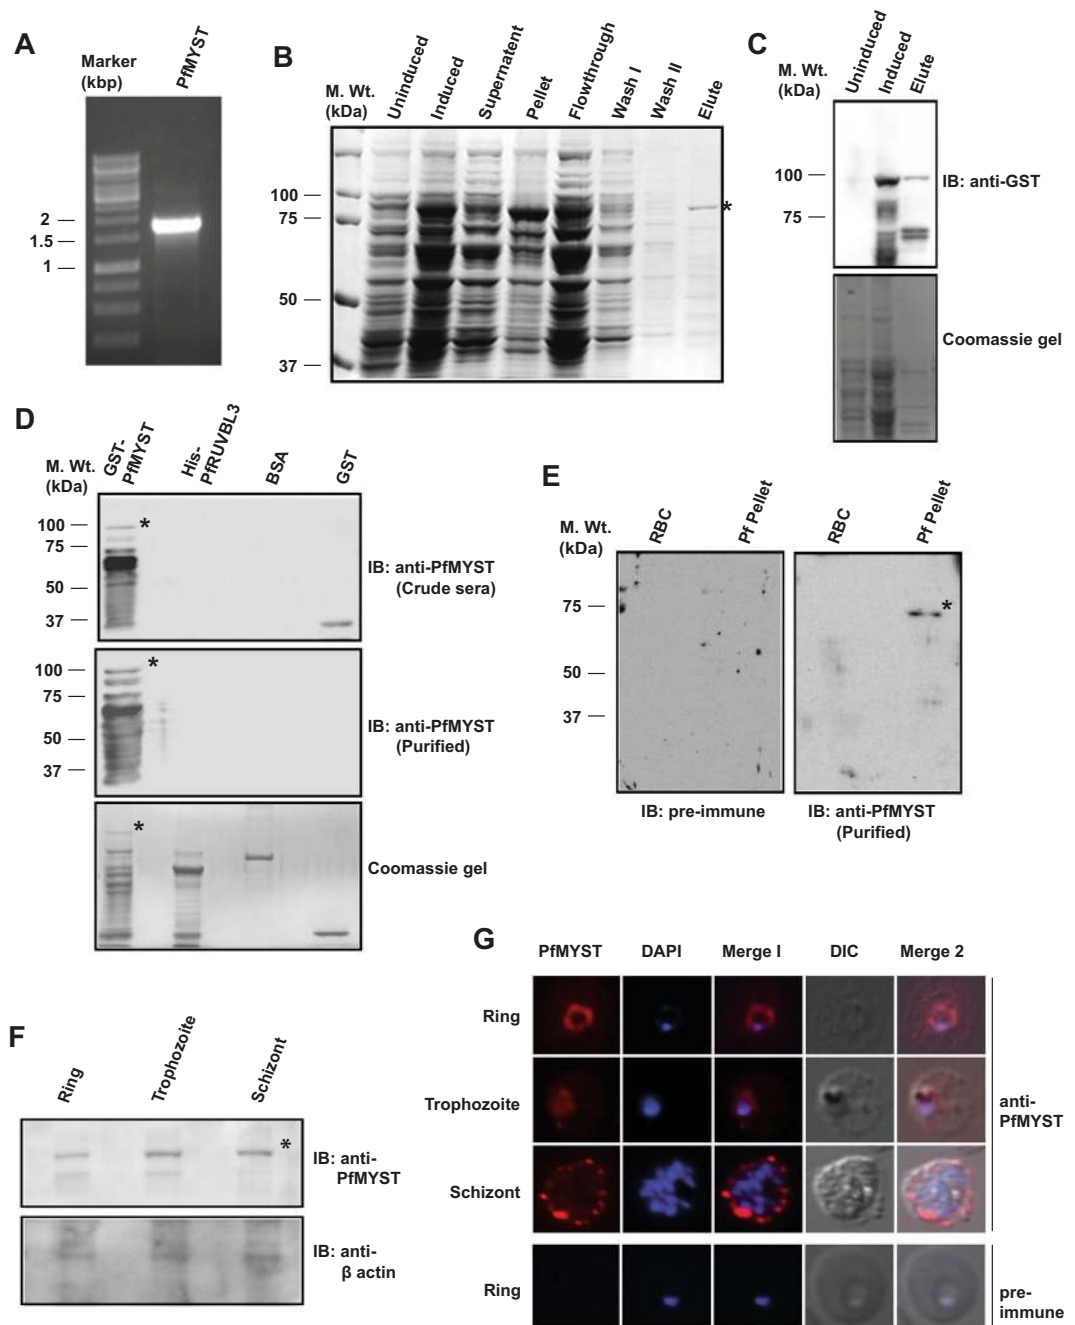 A
Marker
(kbp)
PfMYST
2
1.5
1
B
M. Wt.
(kDa)
Uninduced
Induced
Supernatent
Pellet
Flowthrough
Wash I
Wash II
Elute
100
75
50
37
*
C
M. Wt.
(kDa)
Uninduced
Induced
Elute
100
75
IB: anti-GST
Coomassie gel
D
M. Wt.
(kDa)
GST-
PfMYST
His-
PfRUVBL3
BSA
GST
100
75
50
37
*
IB: anti-PfMYST
(Crude sera)
100
75
50
37
*
IB: anti-PfMYST
(Purified)
*
Coomassie gel
E
M. Wt.
(kDa)
RBC
Pf Pellet
RBC
Pf Pellet
75
50
37
*
IB: pre-immune
IB: anti-PfMYST
(Purified)
F
Ring
Trophozoite
Schizont
*
IB: anti-
PfMYST
IB: anti-
β actin
G
PfMYST DAPI Merge I DIC Merge 2
Ring
Trophozoite
Schizont
anti-
PfMYST
Ring
pre-
immune